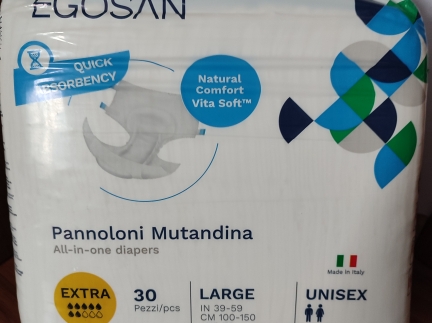 EGOSAN
QUICK
ABSORBENCY
Natural
Comfort
Vita Soft™
Pannoloni Mutandina
All-in-one diapers
Made in Italy
EXTRA
30
Pezzi/pcs
LARGE
IN 39-59
CM 100-150
UNISEX